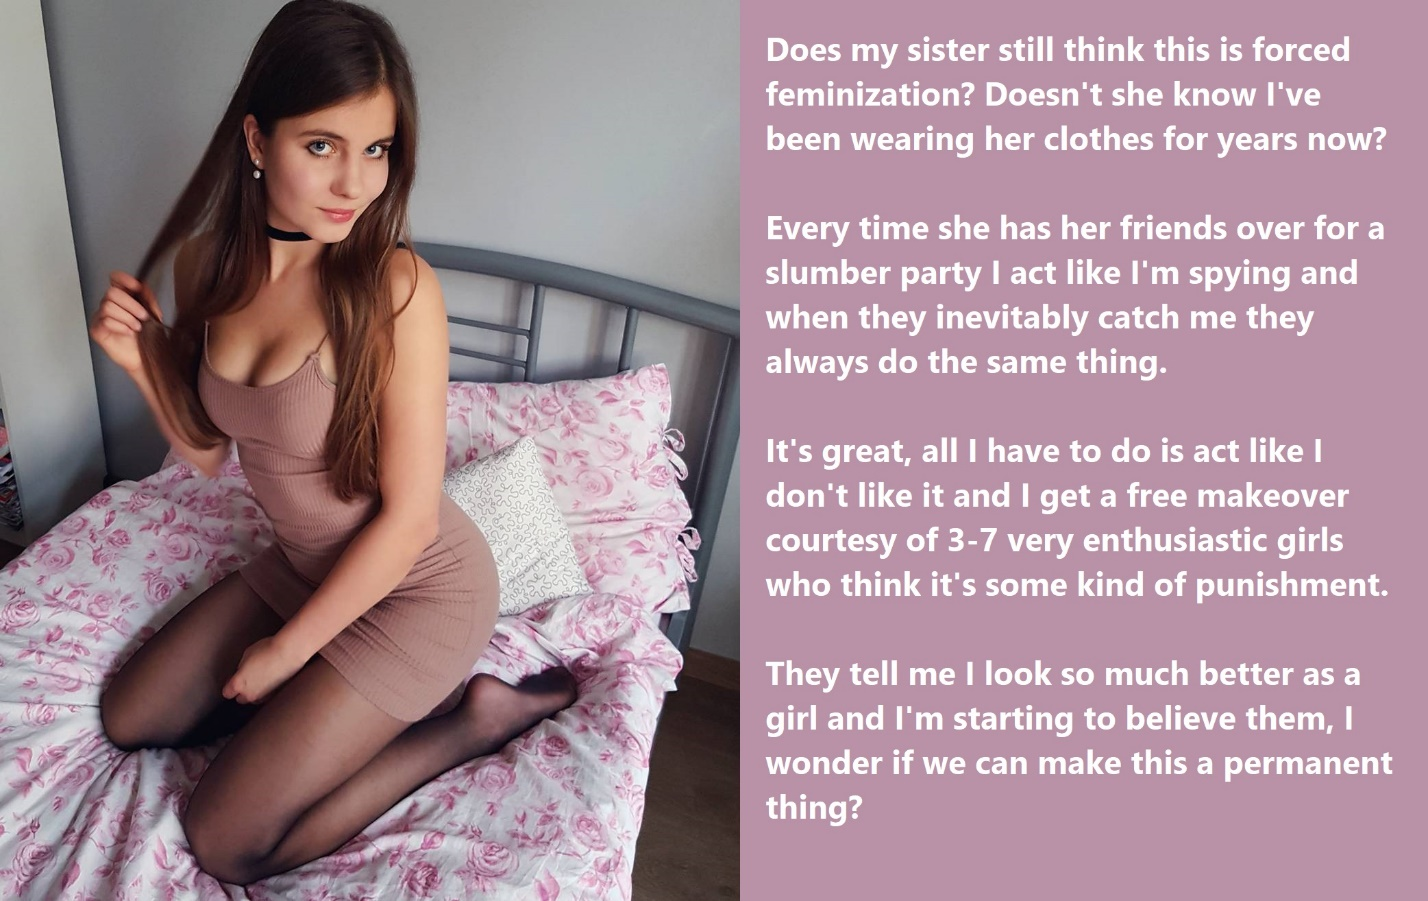 Does my sister still think this is forced
feminization? Doesn't she know I've
been wearing her clothes for years now?
Every time she has her friends over for a
slumber party I act like I'm spying and
when they inevitably catch me they
always do the same thing.
It's great, all I have to do is act like I
don't like it and I get a free makeover
courtesy of 3-7 very enthusiastic girls
who think it's some kind of punishment.
They tell me I look so much better as a
girl and I'm starting to believe them, I
wonder if we can make this a permanent
thing?